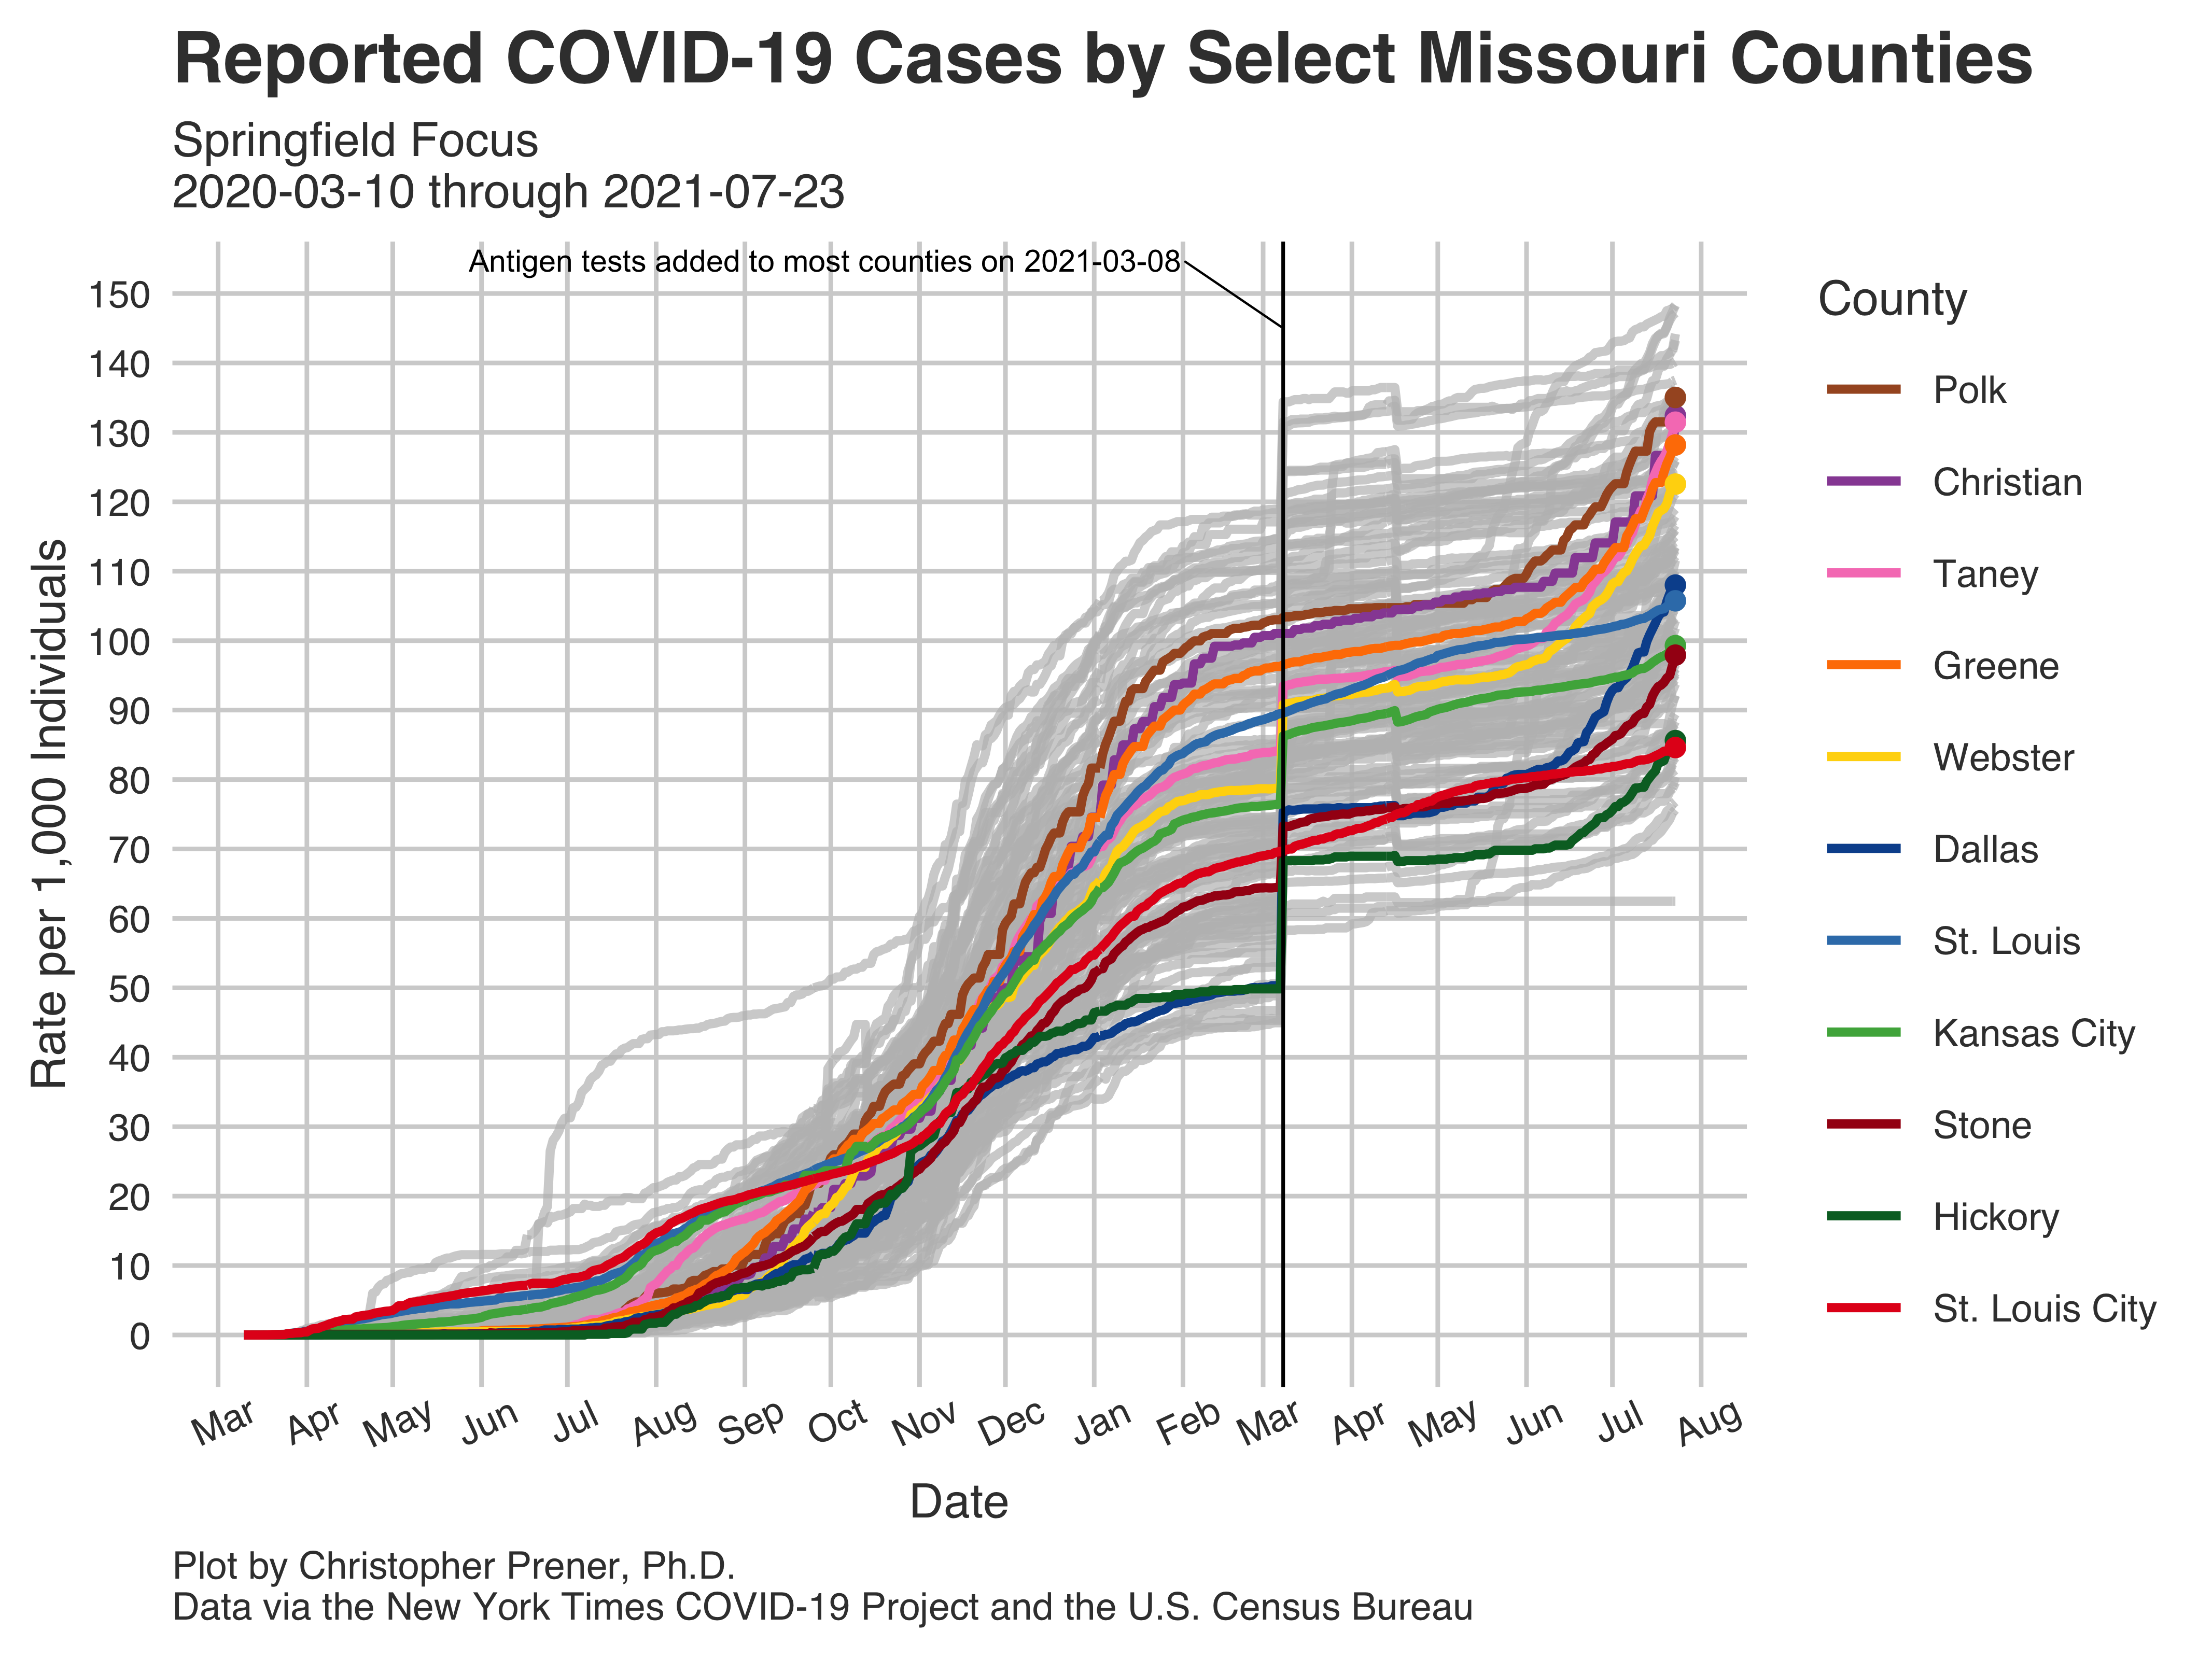 Reported COVID-19 Cases by Select Missouri Counties
Springfield Focus
2020-03-10 through 2021-07-23
Antigen tests added to most counties on 2021-03-08
Rate per 1,000 Individuals
150
140
130
120
110
100
90
80
70
60
50
40
30
20
10
0
Mar Apr May Jun Jul Aug Sep Oct Nov Dec Jan Feb Mar Apr May Jun Jul Aug
Date
County
Polk
Christian
Taney
Greene
Webster
Dallas
St. Louis
Kansas City
Stone
Hickory
St. Louis City
Plot by Christopher Prener, Ph.D.
Data via the New York Times COVID-19 Project and the U.S. Census Bureau